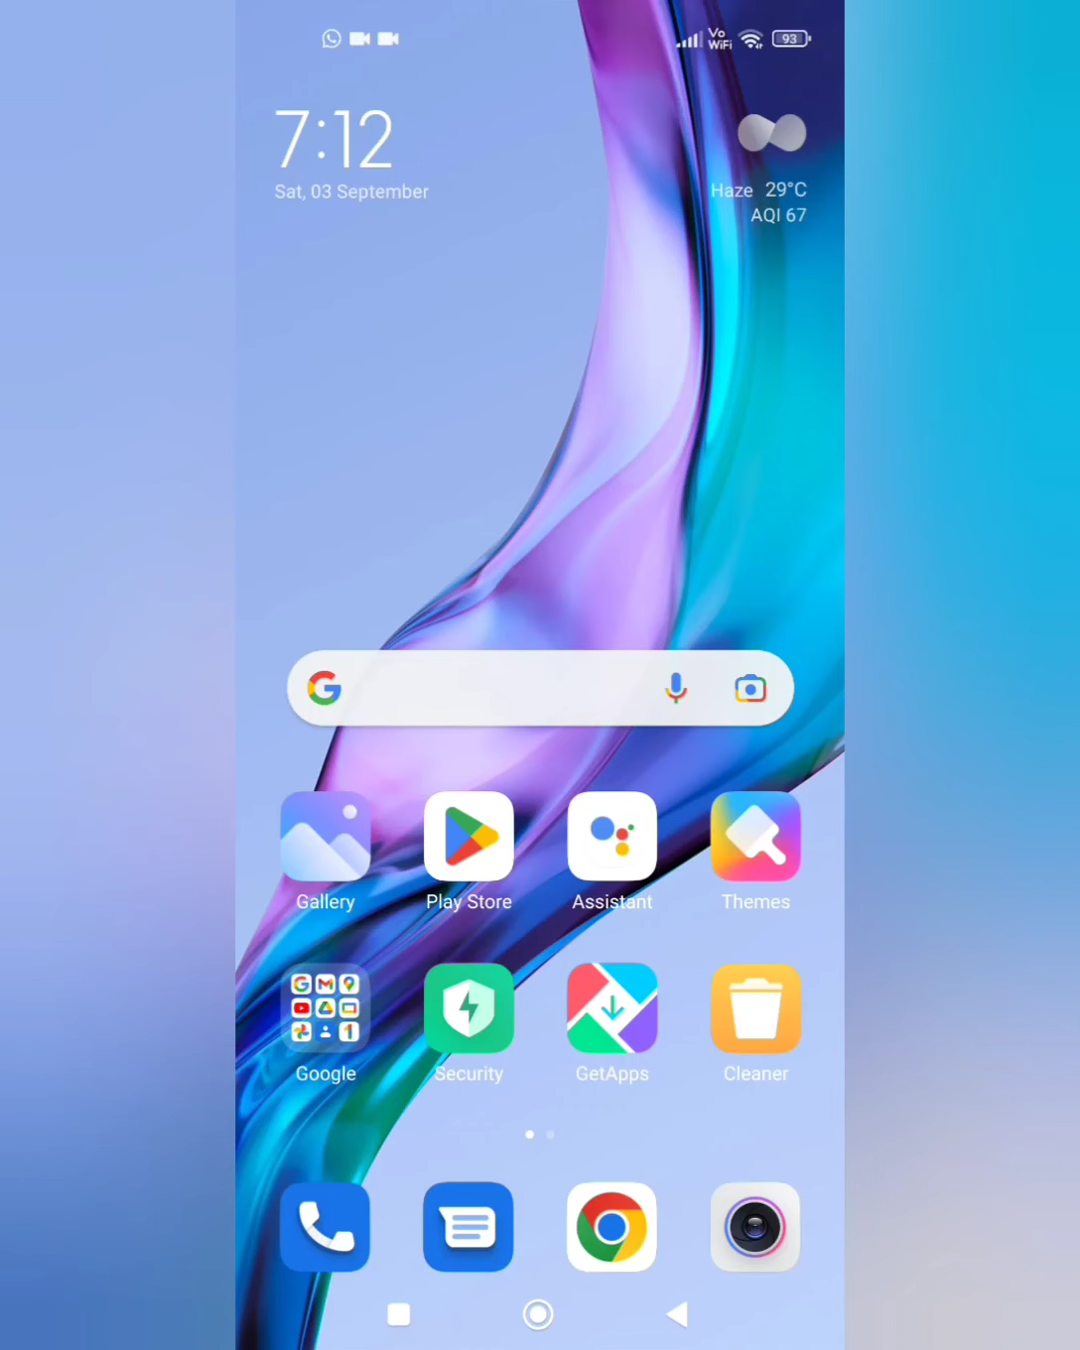 Vo
WiFi
93
7:12
Sat, 03 September
Haze 29°C
AQI 67
Gallery
Play Store
Assistant
Themes
Google
Security
GetApps
Cleaner